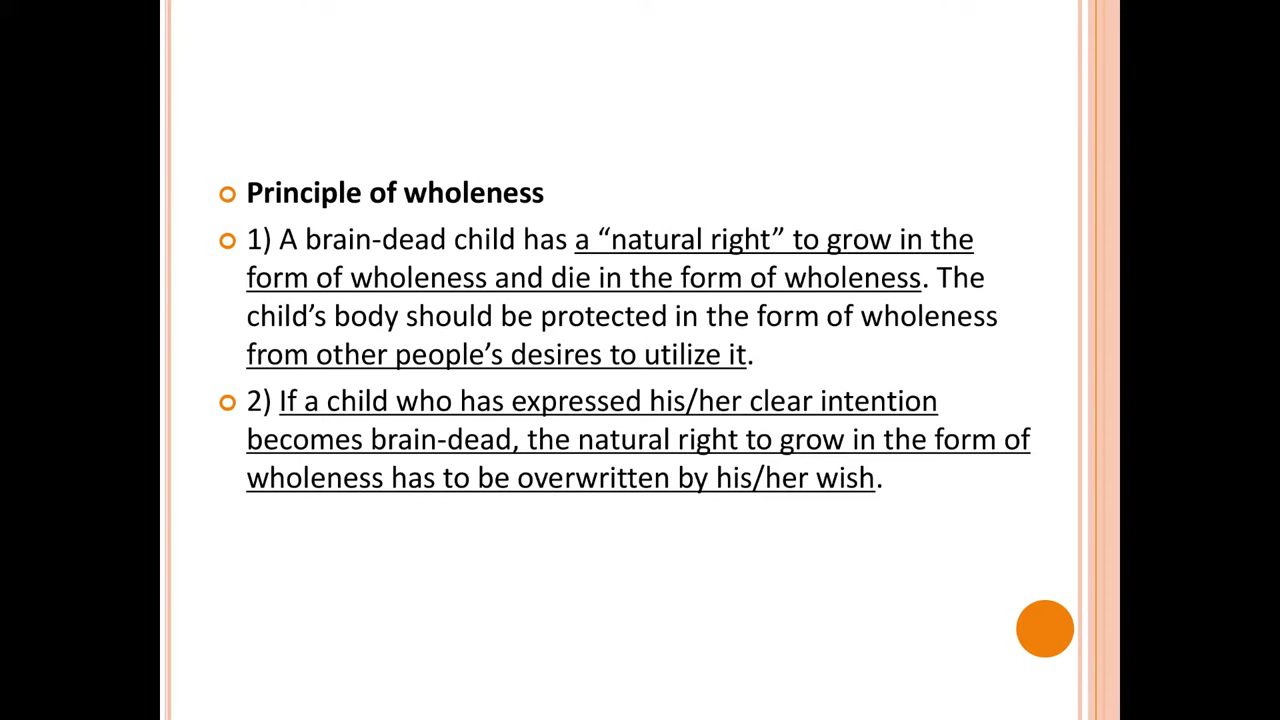 Principle of wholeness
1) A brain-dead child has a “natural right” to grow in the
form of wholeness and die in the form of wholeness. The
child’s body should be protected in the form of wholeness
from other people’s desires to utilize it.
2) If a child who has expressed his/her clear intention
becomes brain-dead, the natural right to grow in the form of
wholeness has to be overwritten by his/her wish.